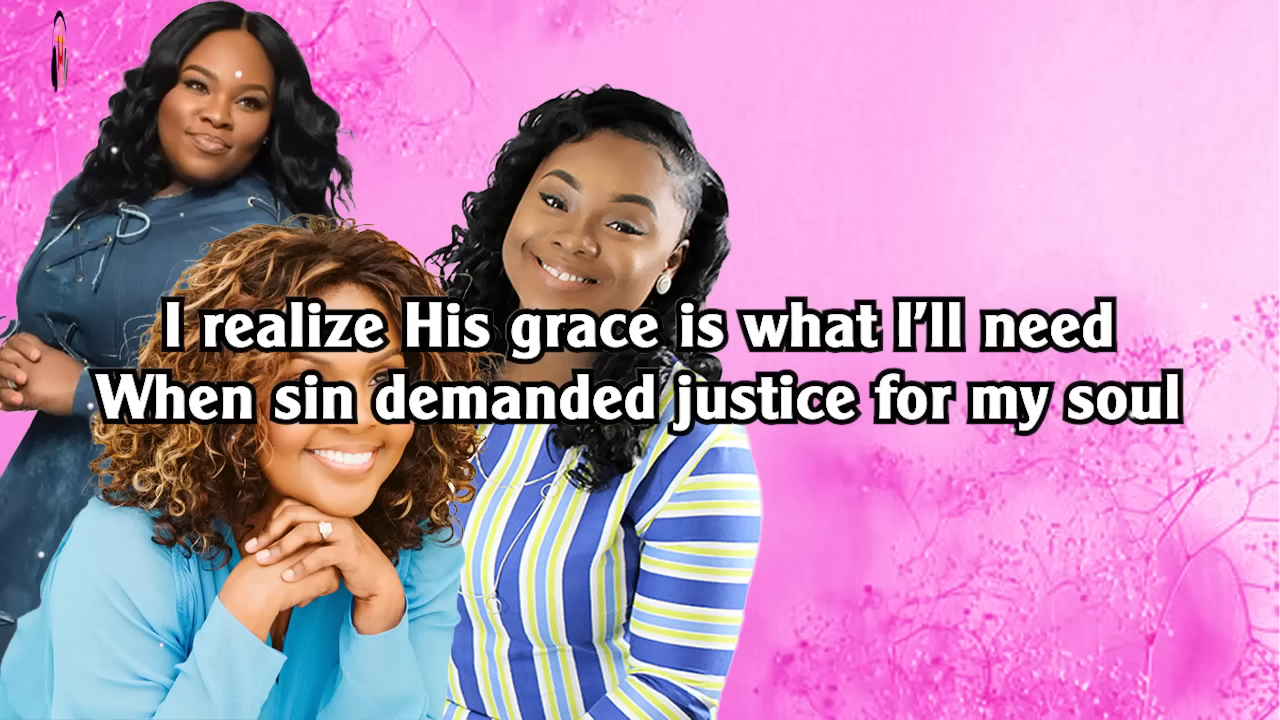 I realize His grace is what I'll need
When sin demanded justice for my soul